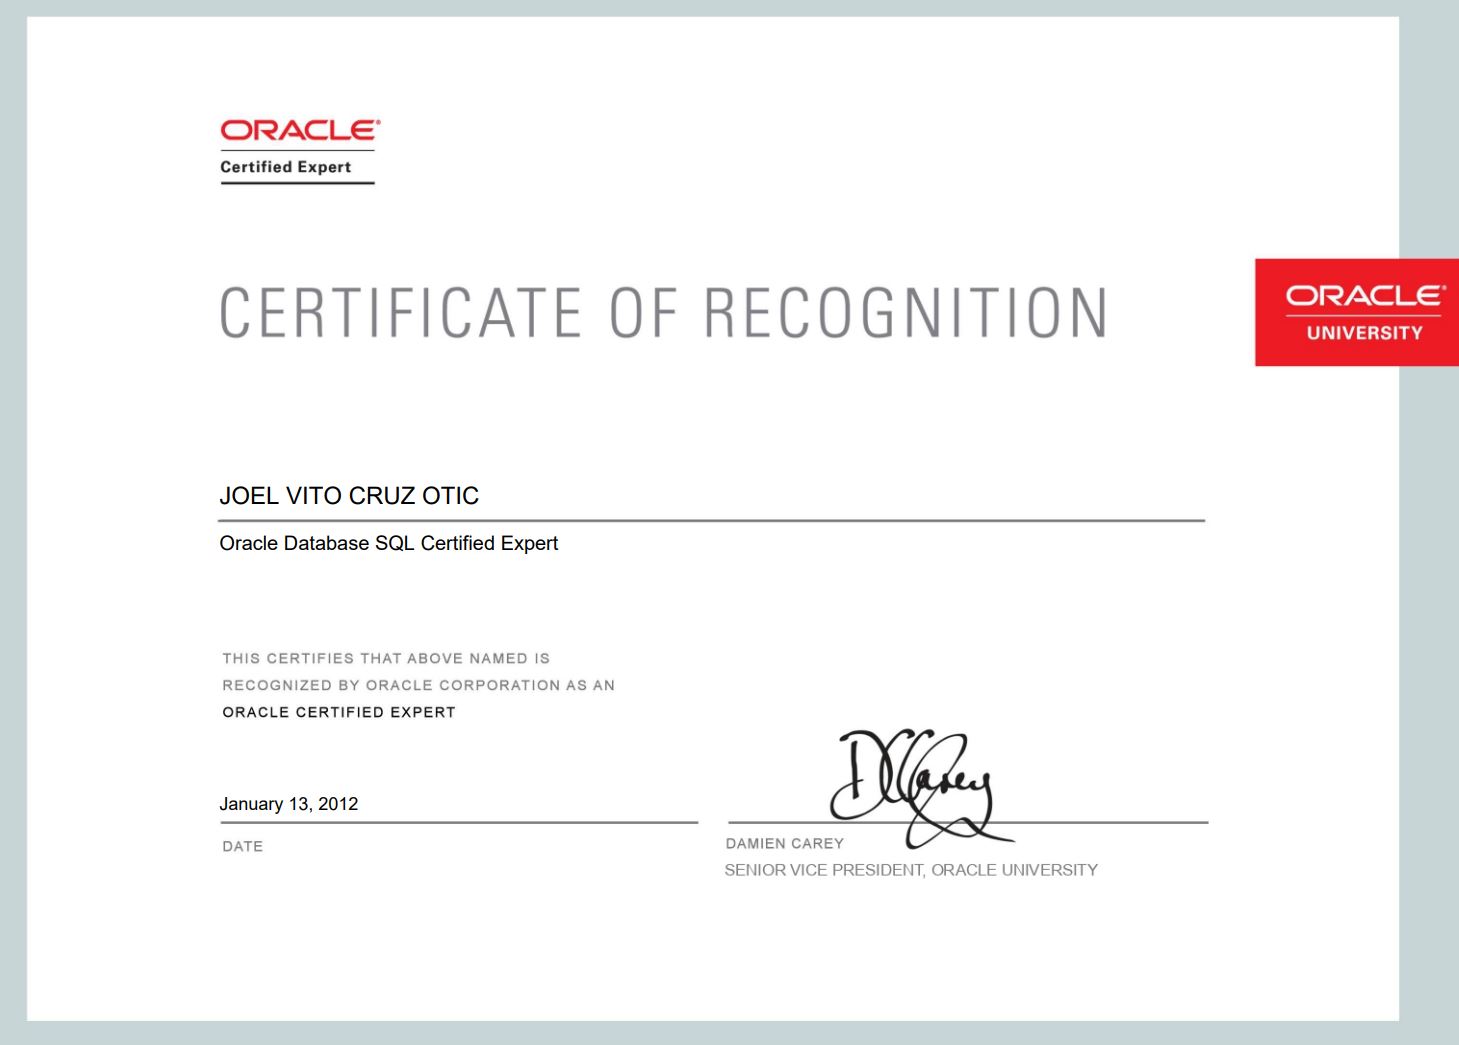 ORACLE®
Certified Expert
CERTIFICATE OF RECOGNITION
ORACLE®
UNIVERSITY
JOEL VITO CRUZ OTIC
Oracle Database SQL Certified Expert
THIS CERTIFIES THAT ABOVE NAMED IS
RECOGNIZED BY ORACLE CORPORATION AS AN
ORACLE CERTIFIED EXPERT
January 13, 2012
DATE
DCarey
DAMIEN CAREY
SENIOR VICE PRESIDENT, ORACLE UNIVERSITY